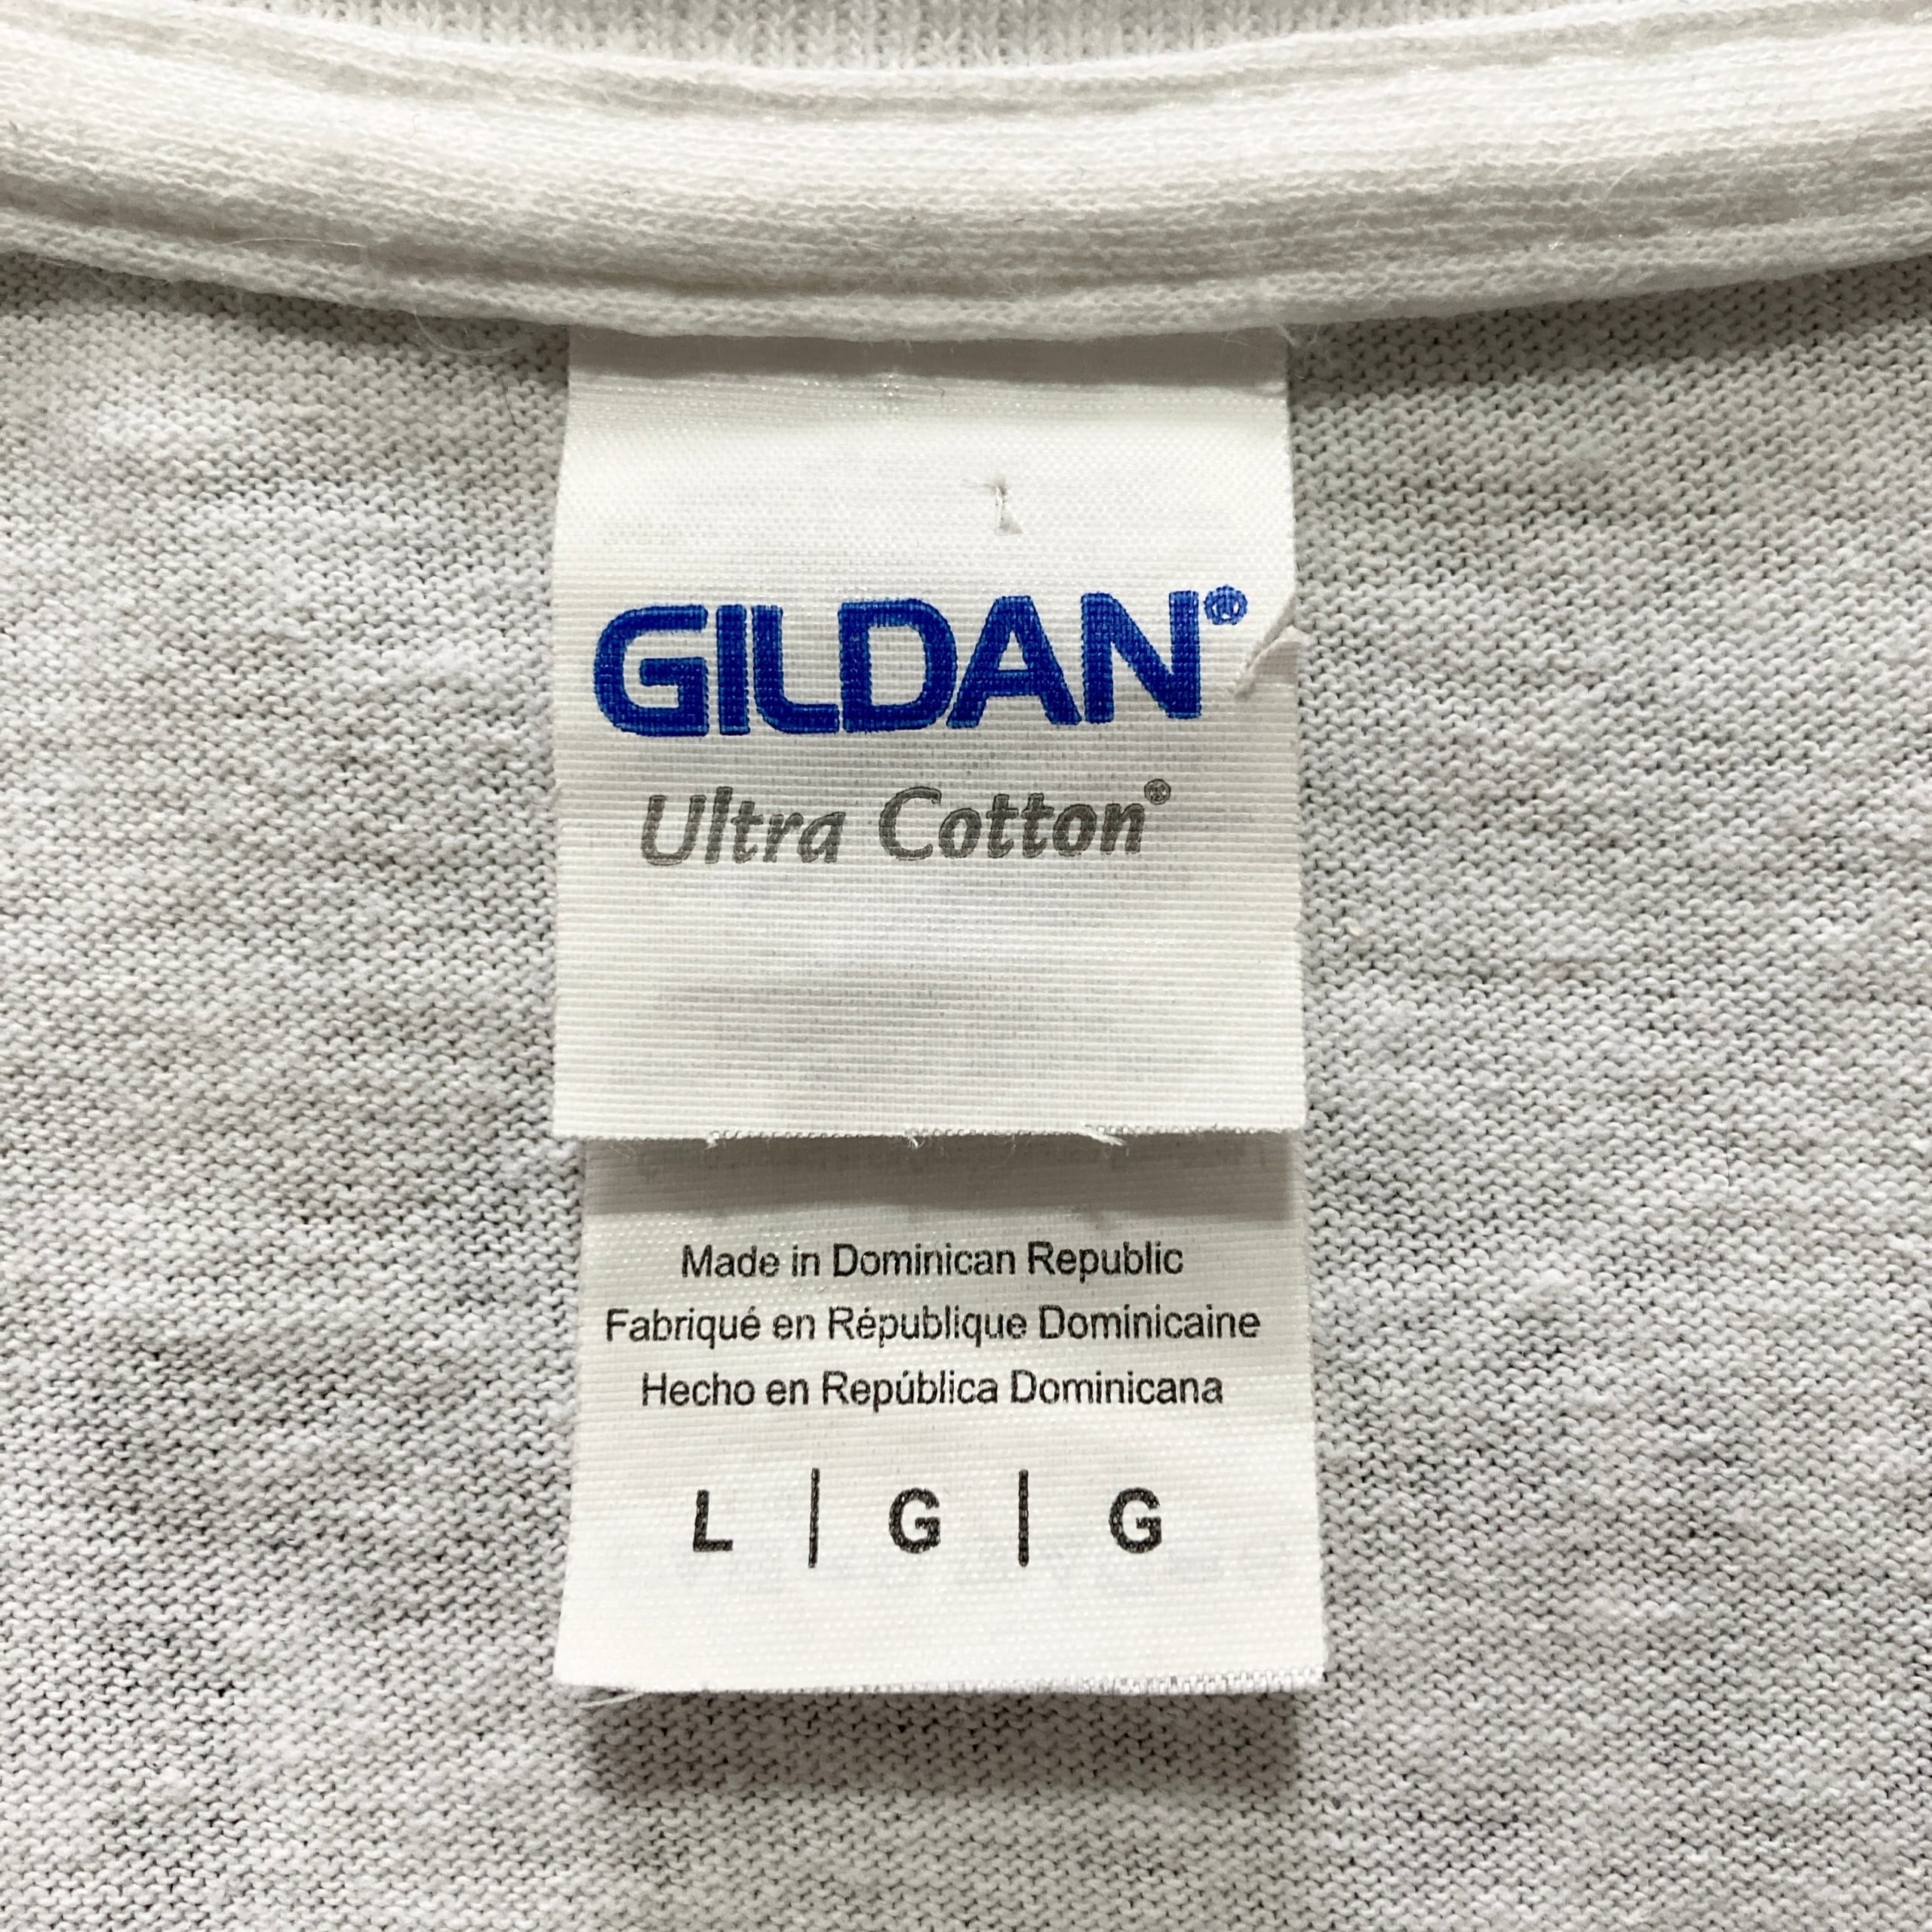 GILDAN®
Ultra Cotton®
Made in Dominican Republic
Fabriqué en République Dominicaine
Hecho en República Dominicana
L | G | G